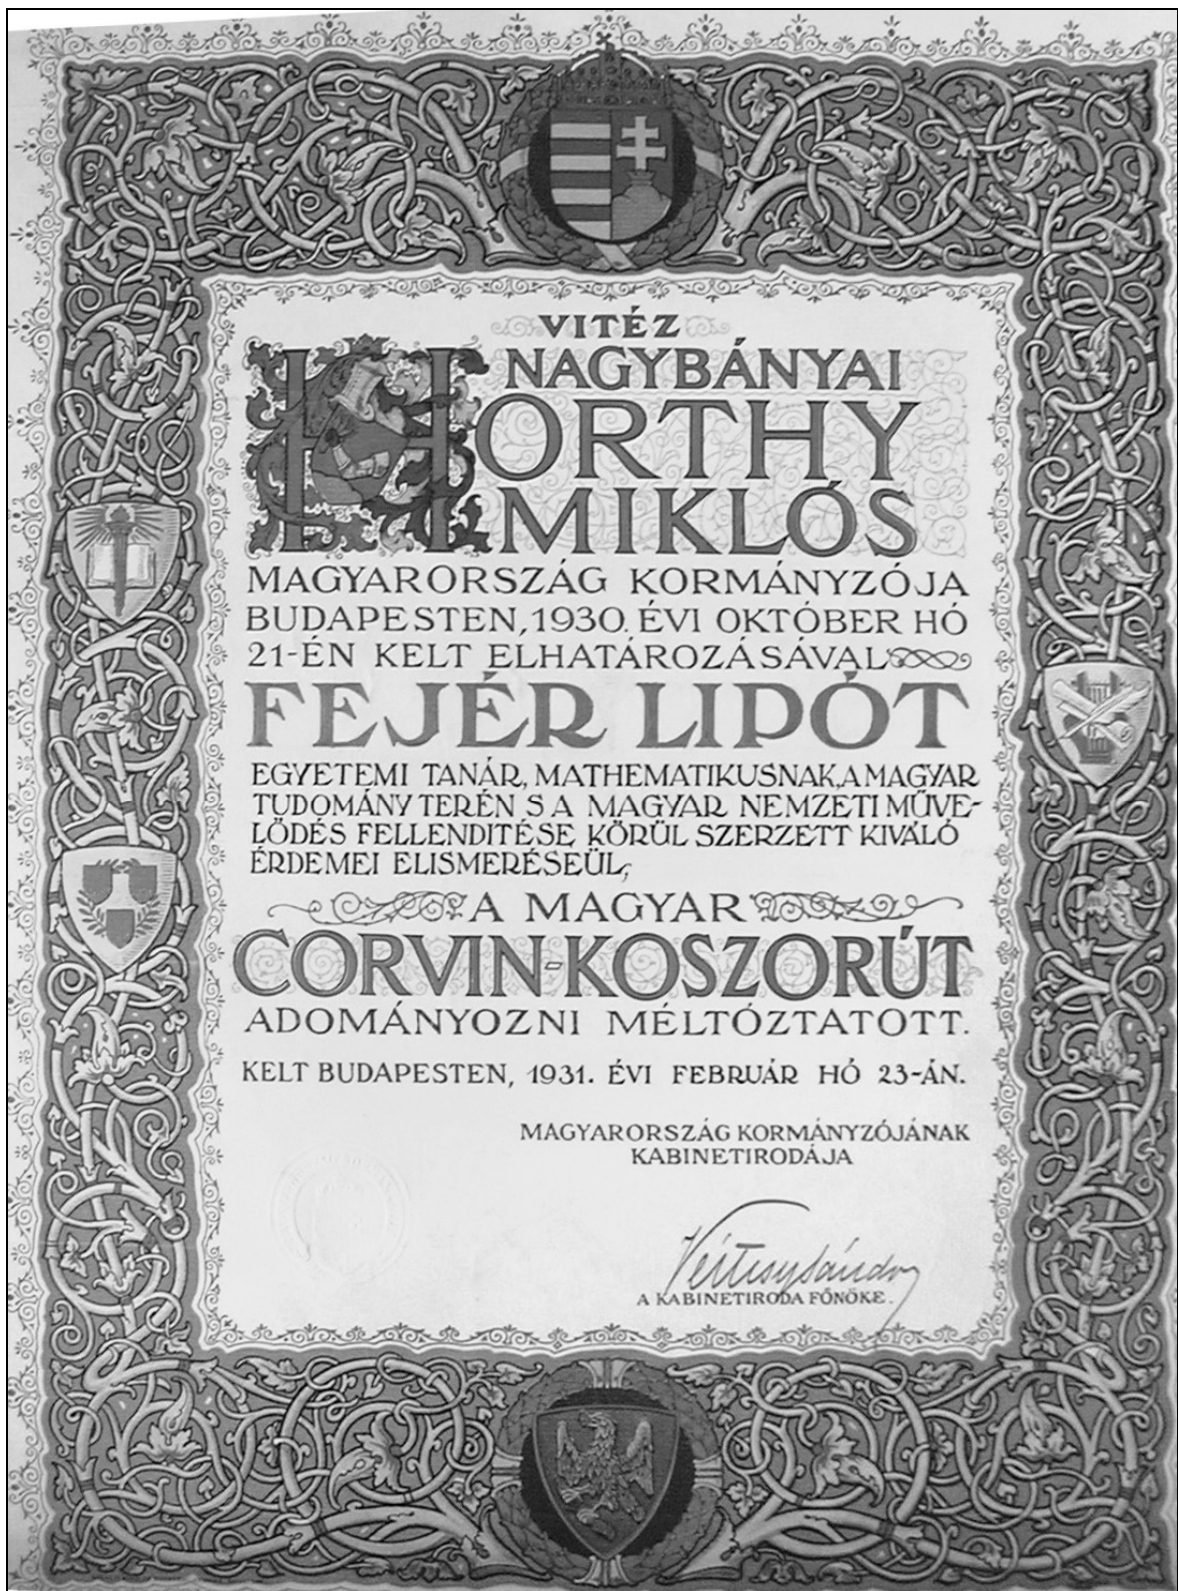 VITÉZ
NAGYBÁNYAI
HORTHY
MIKLÓS
MAGYARORSZÁG KORMÁNYZÓJA
BUDAPESTEN, 1930. ÉVI OKTÓBER HÓ
21-ÉN KELT ELHATÁROZÁSÁVAL
FEJÉR LIPÓT
EGYETEMI TANÁR, MATHEMATIKUSNAK, A MAGYAR
TUDOMÁNY TERÉN S A MAGYAR NEMZETI MŰVE-
LŐDÉS FELLENDITÉSE KÖRÜL SZERZETT KIVÁLÓ
ÉRDEMEI ELISMERÉSEÜL,
A MAGYAR
CORVIN-KOSZORÚT
ADOMÁNYOZNI MÉLTÓZTATOTT.
KELT BUDAPESTEN, 1931. ÉVI FEBRUÁR HÓ 23-ÁN.
MAGYARORSZÁG KORMÁNYZÓJÁNAK
KABINETIRODÁJA
A KABINETIRODA FŐNÖKE.